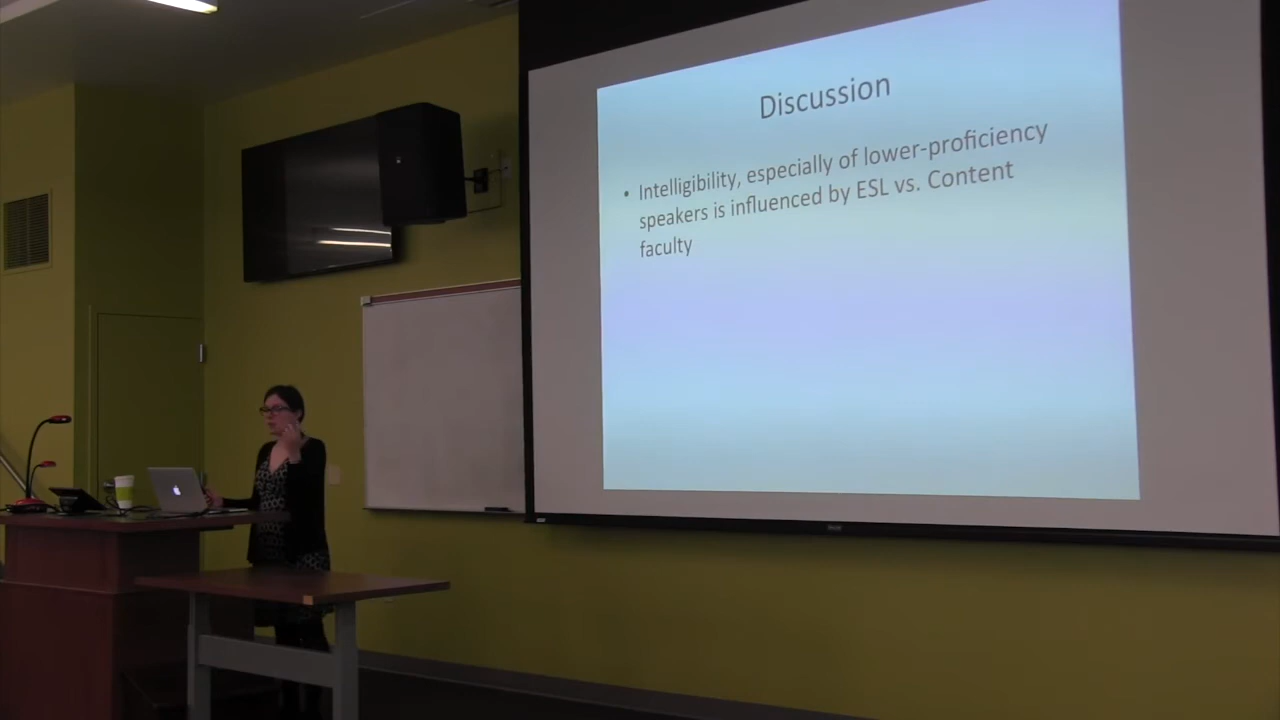 Discussion
• Intelligibility, especially of lower-proficiency
speakers is influenced by ESL vs. Content
faculty